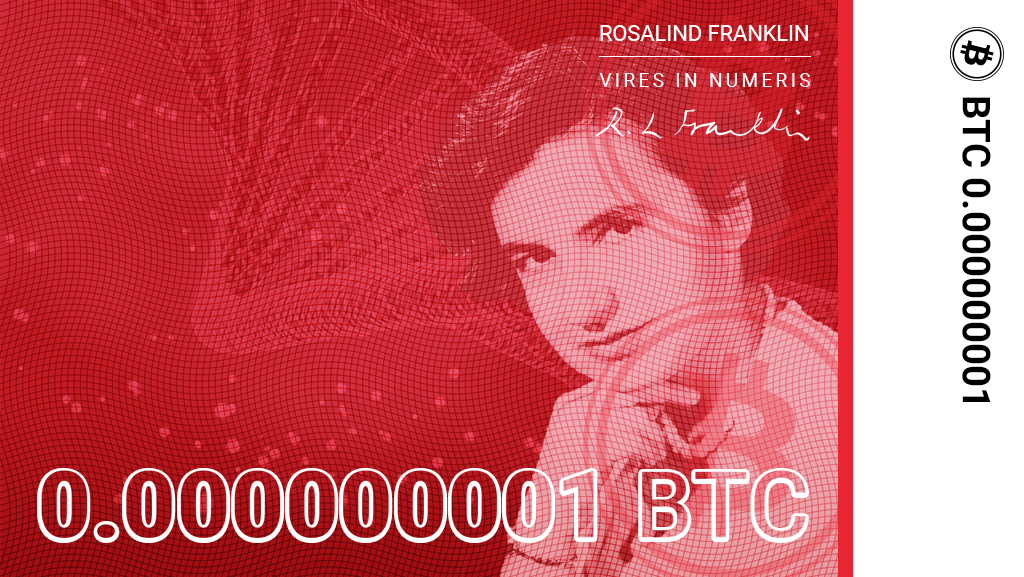 ROSALIND FRANKLIN
VIRES IN NUMERIS
R. L Franklin
0.000000001 BTC
BTC 0.000000001